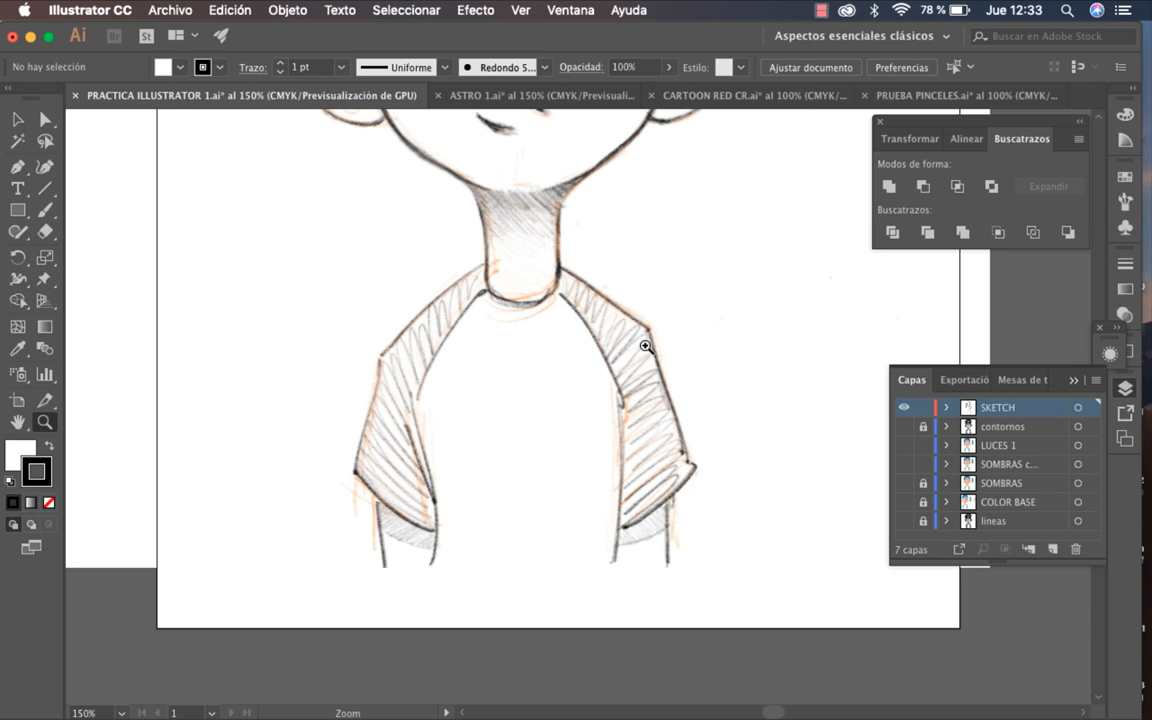 Illustrator CC Archivo Edición Objeto Texto Seleccionar Efecto Ver Ventana Ayuda 78 % Jue 12:33
Ai Br St Aspectos esenciales clásicos Buscar en Adobe Stock
No hay selección Trazo: 1 pt Uniforme Redondo 5... Opacidad: 100% Estilo: Ajustar documento Preferencias
× PRACTICA ILLUSTRATOR 1.ai* al 150% (CMYK/Previsualización de GPU) × ASTRO 1.ai* al 150% (CMYK/Previsuali... × CARTOON RED CR.ai* al 100% (CMYK/... × PRUEBA PINCELES.ai* al 100% (CMYK/...
Transformar Alinear Buscatrazos
Modos de forma:
Expandir
Buscatrazos:
Capas Exportació Mesas de t
SKETCH
contornos
LUCES 1
SOMBRAS c...
SOMBRAS
COLOR BASE
lineas
7 capas
150% 1 Zoom